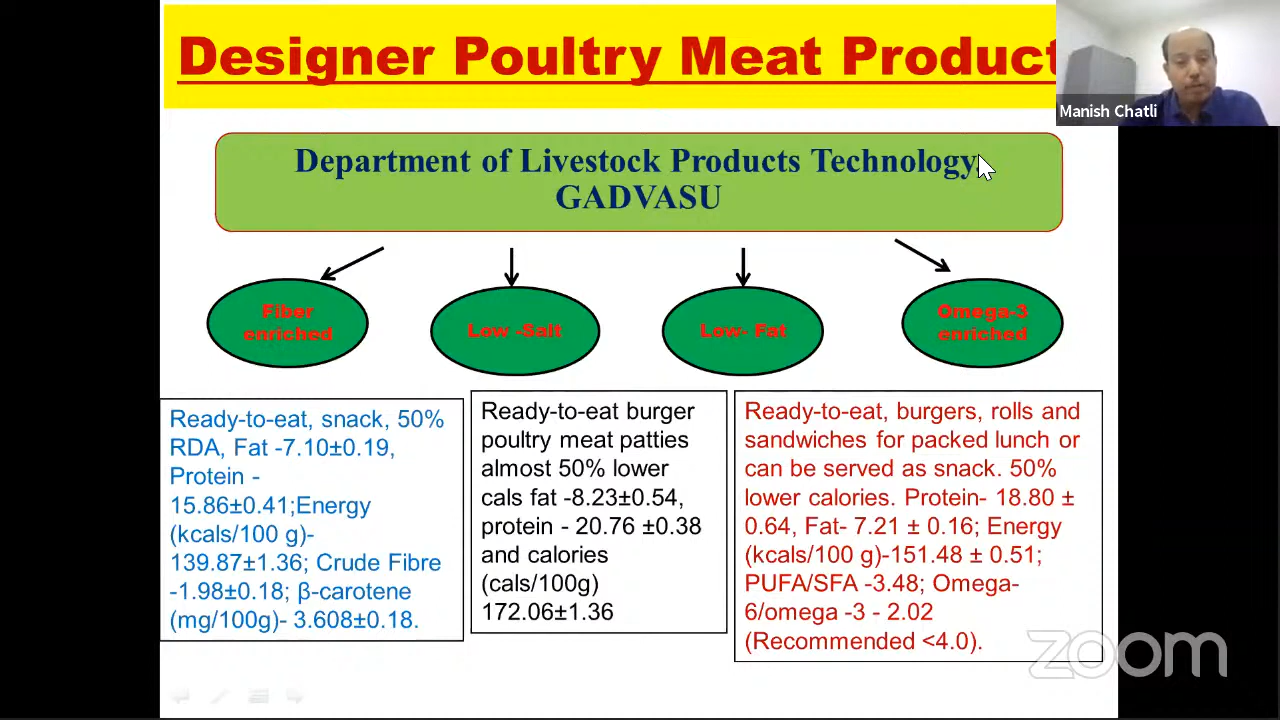 Designer Poultry Meat Product
Manish Chatli
Department of Livestock Products Technology,
GADVASU
Fiber
enriched
Low -Salt
Low- Fat
Omega-3
enriched
Ready-to-eat, snack, 50%
RDA, Fat -7.10±0.19,
Protein -
15.86±0.41;Energy
(kcals/100 g)-
139.87±1.36; Crude Fibre
-1.98±0.18; β-carotene
(mg/100g)- 3.608±0.18.
Ready-to-eat burger
poultry meat patties
almost 50% lower
cals fat -8.23±0.54,
protein - 20.76 ±0.38
and calories
(cals/100g)
172.06±1.36
Ready-to-eat, burgers, rolls and
sandwiches for packed lunch or
can be served as snack. 50%
lower calories. Protein- 18.80 ±
0.64, Fat- 7.21 ± 0.16; Energy
(kcals/100 g)-151.48 ± 0.51;
PUFA/SFA -3.48; Omega-
6/omega -3 - 2.02
(Recommended <4.0).
zoom